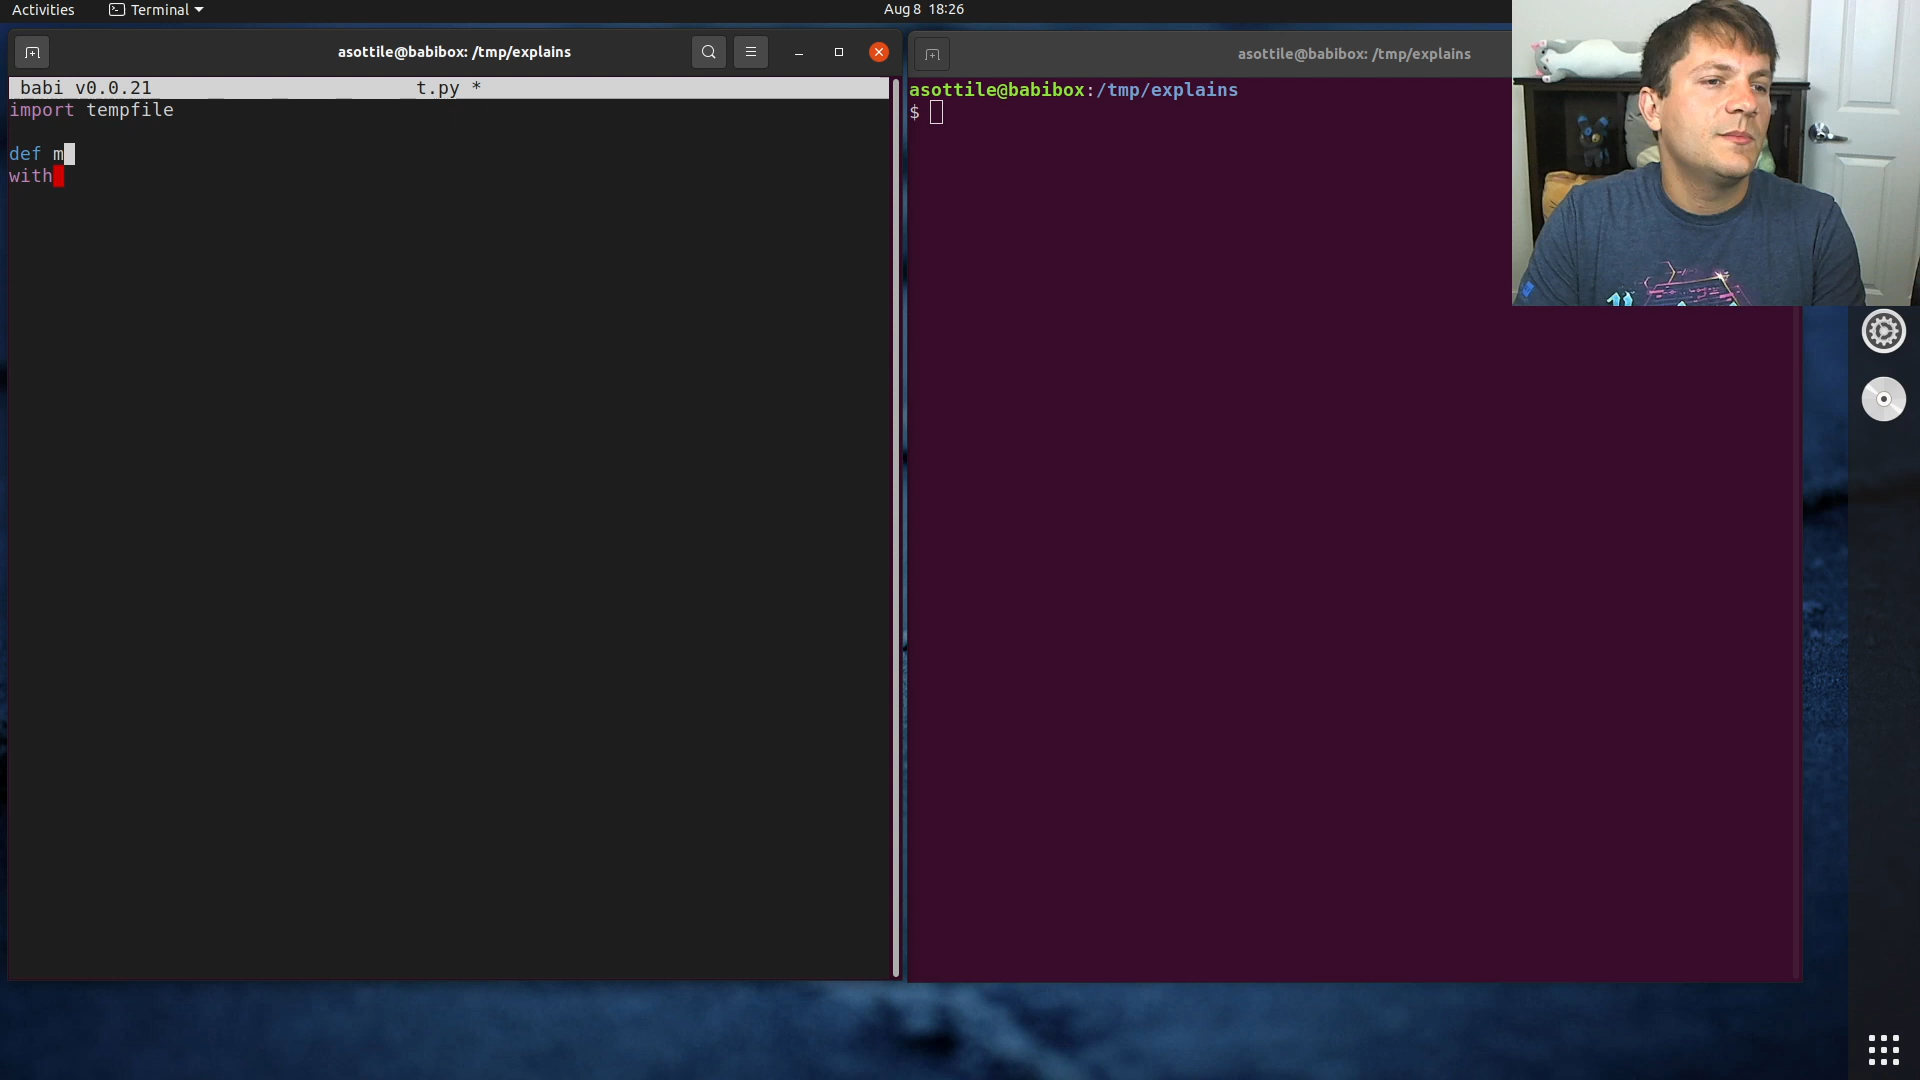 Activities
Terminal
Aug 8 18:26
asottile@babibox: /tmp/explains
babi v0.0.21 t.py *
import tempfile
def m
with
asottile@babibox: /tmp/explains
asottile@babibox:/tmp/explains
$